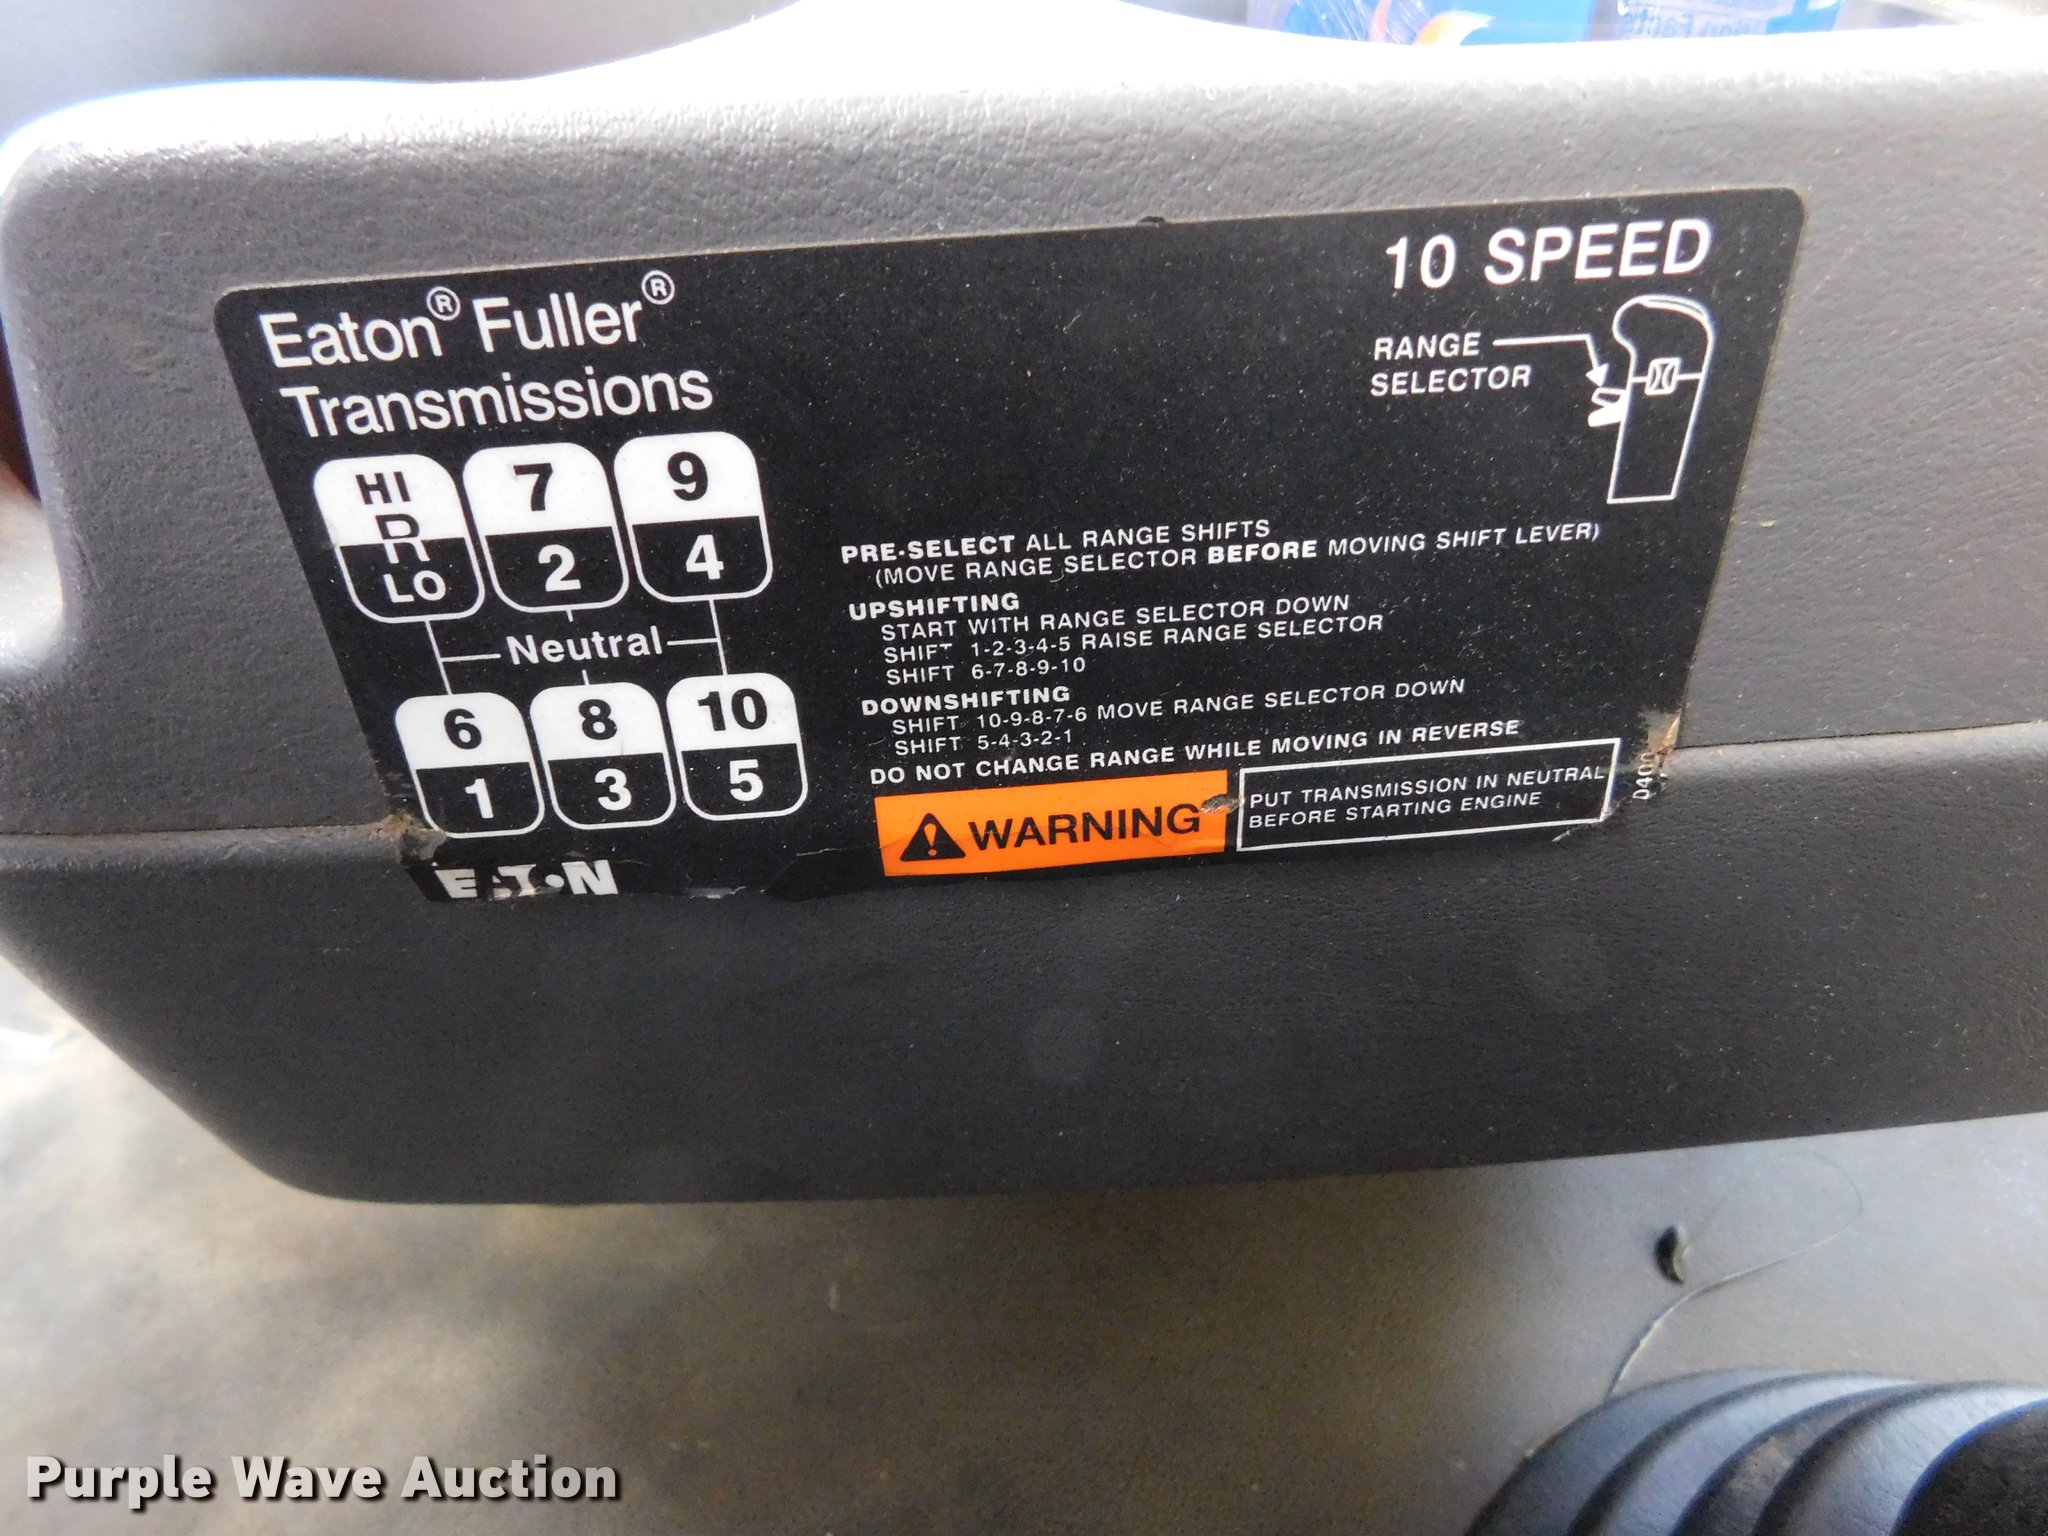 Eaton® Fuller®
Transmissions
10 SPEED
RANGE
SELECTOR
HI 7 9
R
LO 2 4
Neutral
6 8 10
1 3 5
EATON
PRE-SELECT ALL RANGE SHIFTS
(MOVE RANGE SELECTOR BEFORE MOVING SHIFT LEVER)
UPSHIFTING
START WITH RANGE SELECTOR DOWN
SHIFT 1-2-3-4-5 RAISE RANGE SELECTOR
SHIFT 6-7-8-9-10
DOWNSHIFTING
SHIFT 10-9-8-7-6 MOVE RANGE SELECTOR DOWN
SHIFT 5-4-3-2-1
DO NOT CHANGE RANGE WHILE MOVING IN REVERSE
WARNING
PUT TRANSMISSION IN NEUTRAL
BEFORE STARTING ENGINE
Purple Wave Auction